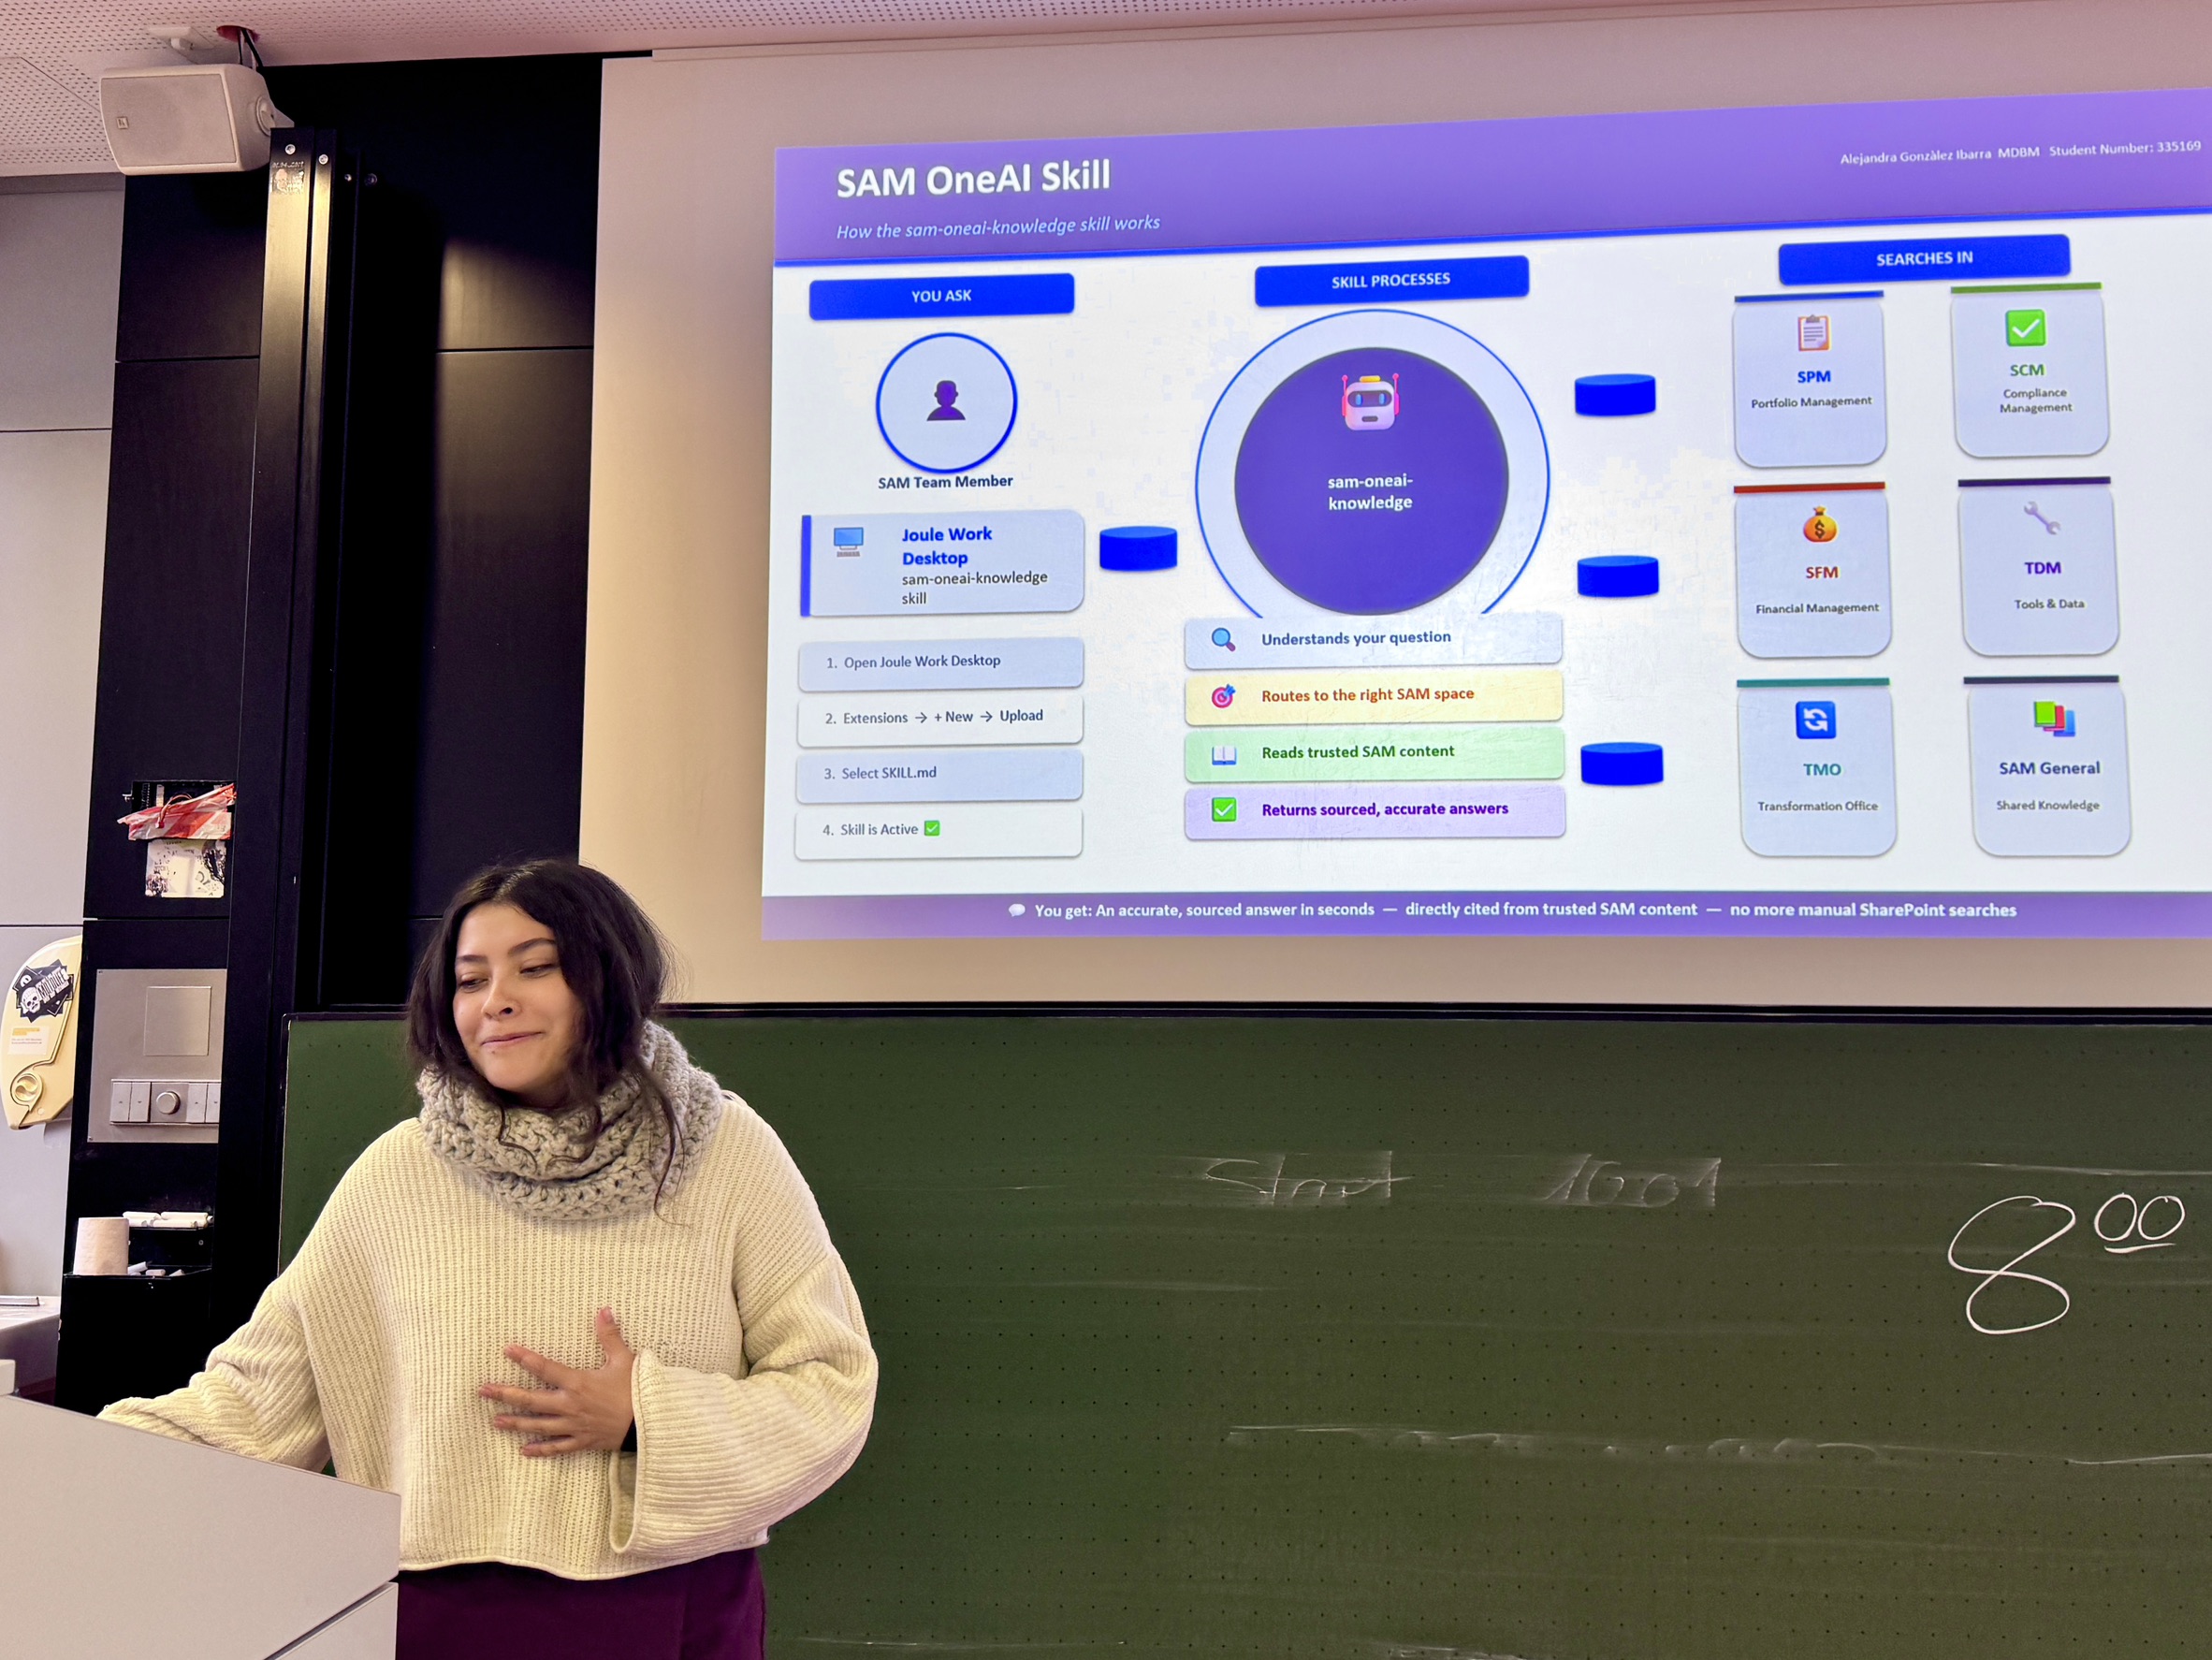 SAM OneAI Skill
How the sam-oneai-knowledge skill works
Alejandra Gonzàlez Ibarra MDBM Student Number: 335169
YOU ASK
SAM Team Member
Joule Work
Desktop
sam-oneai-knowledge
skill
1. Open Joule Work Desktop
2. Extensions → + New → Upload
3. Select SKILL.md
4. Skill is Active ✅
SKILL PROCESSES
sam-oneai-
knowledge
Understands your question
Routes to the right SAM space
Reads trusted SAM content
Returns sourced, accurate answers
SEARCHES IN
SPM
Portfolio Management
SCM
Compliance
Management
SFM
Financial Management
TDM
Tools & Data
TMO
Transformation Office
SAM General
Shared Knowledge
You get: An accurate, sourced answer in seconds — directly cited from trusted SAM content — no more manual SharePoint searches
Start
8 00